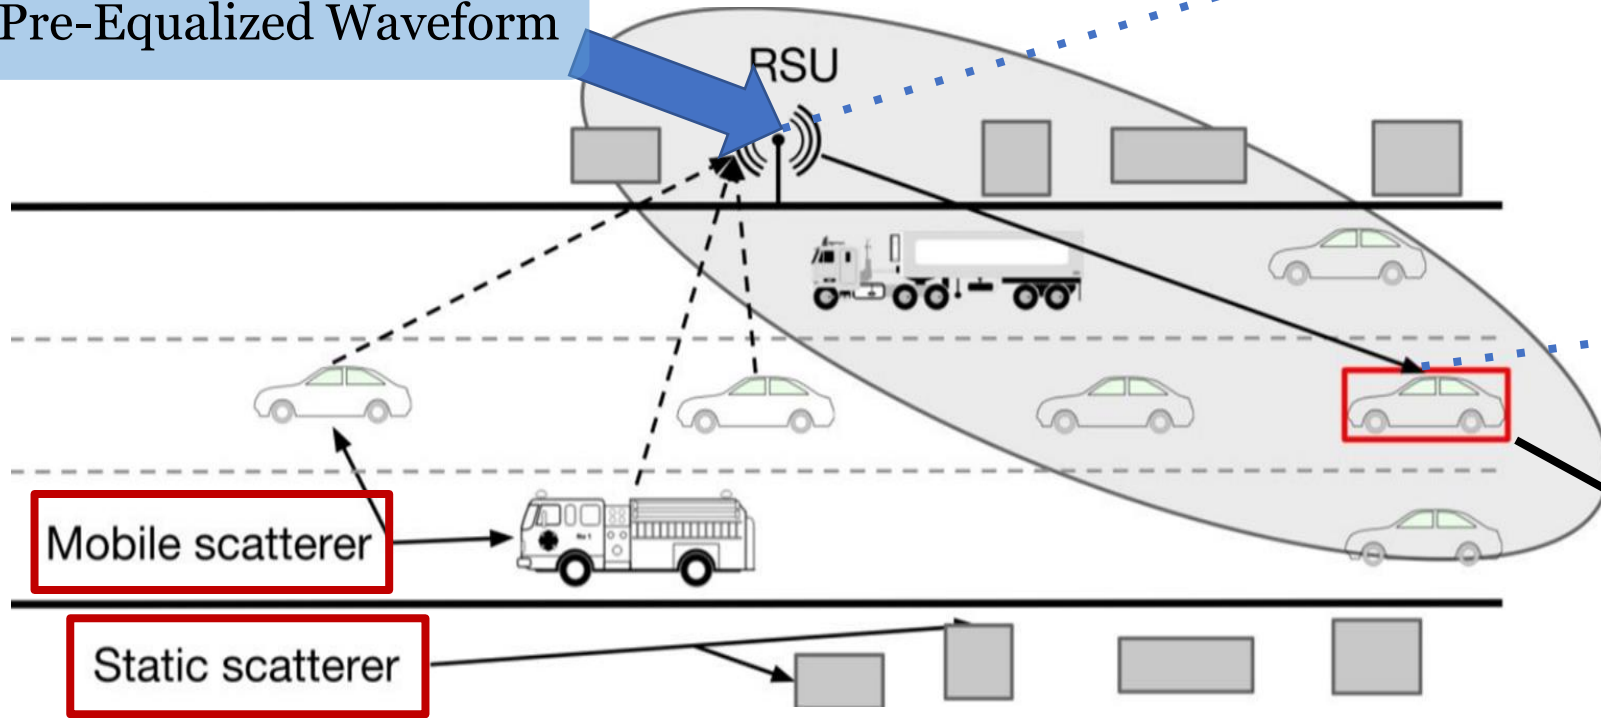 Pre-Equalized Waveform
RSU
Mobile scatterer
Static scatterer